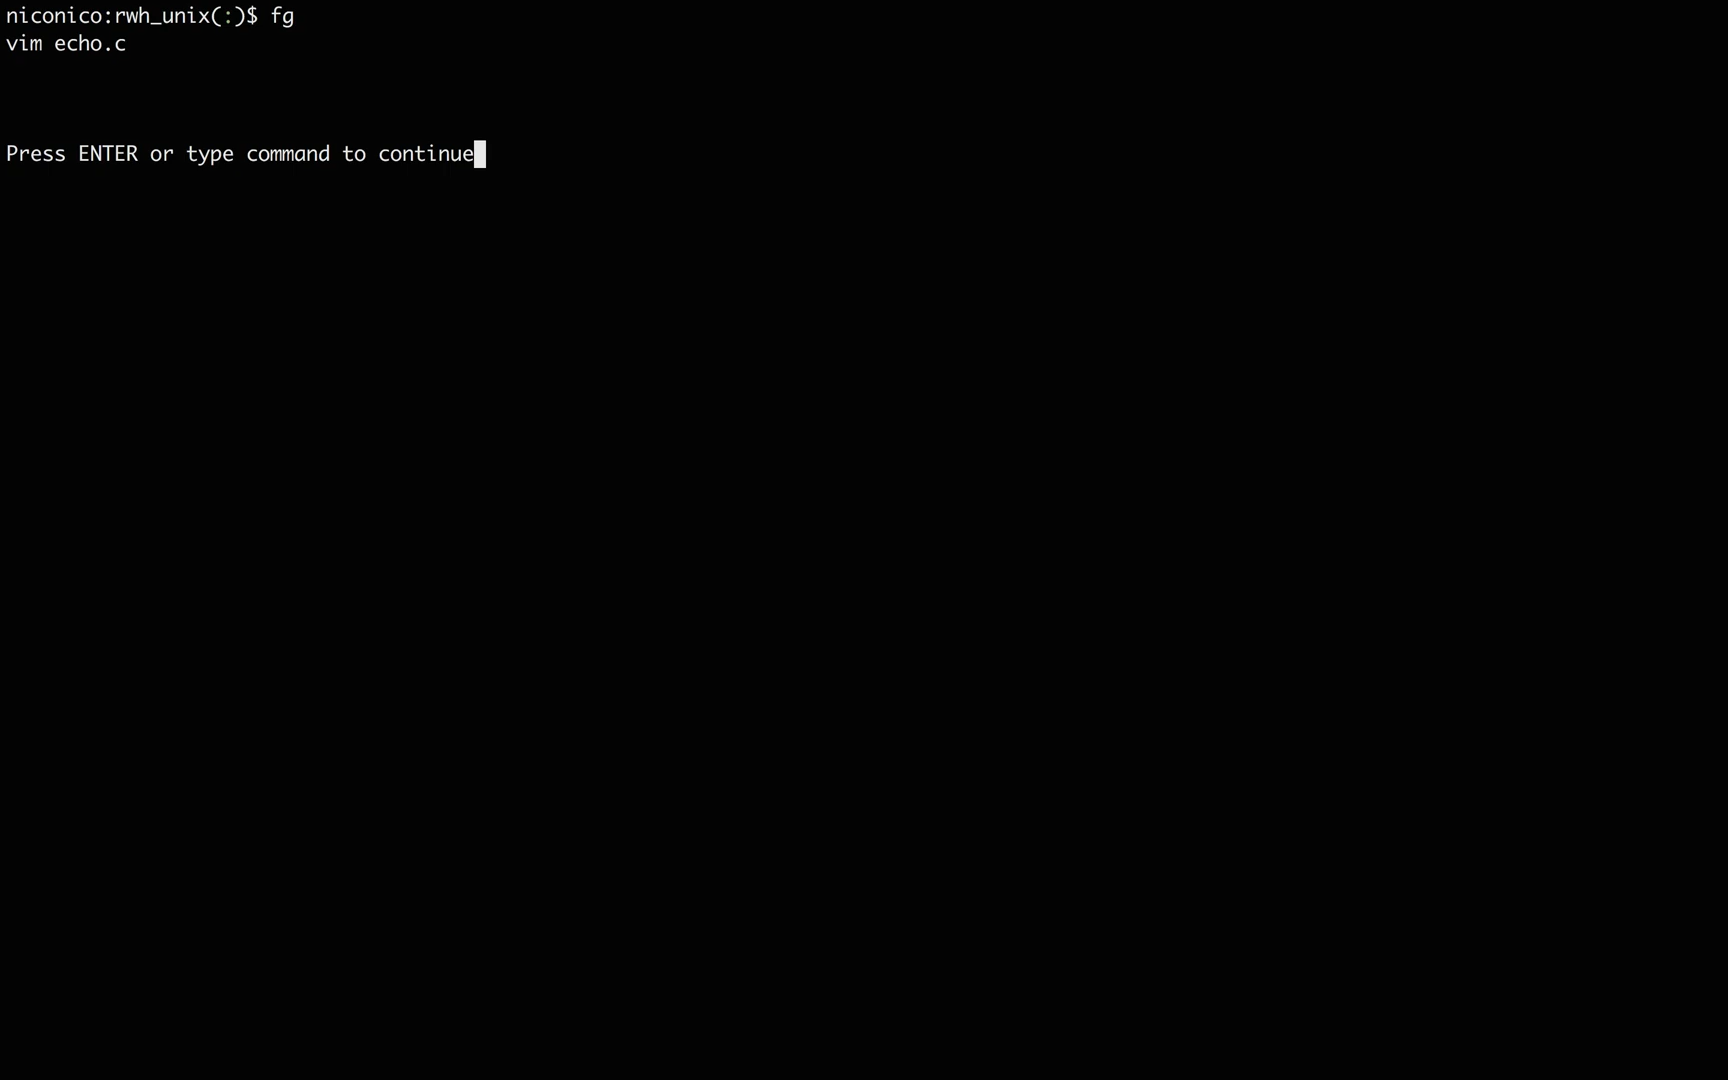 niconico:rwh_unix(:)$ fg
vim echo.c
Press ENTER or type command to continue